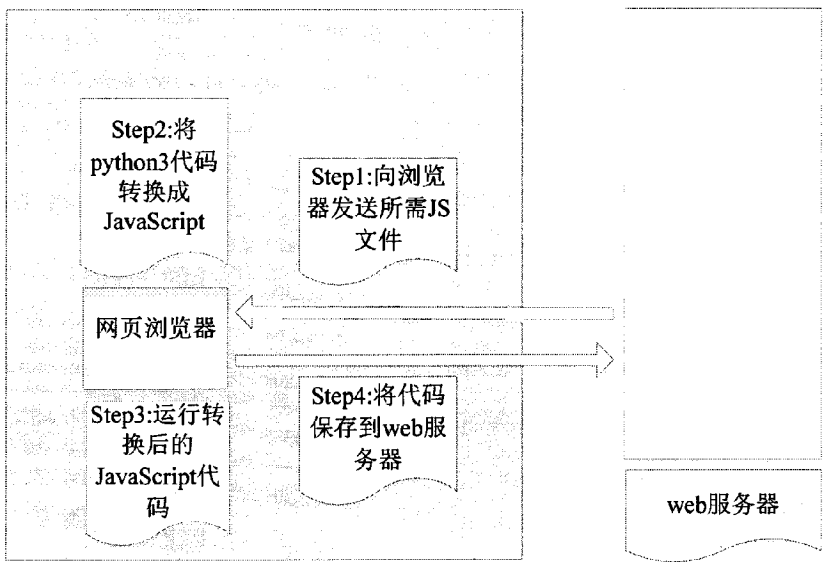 Step2:将
python3代码
转换成
JavaScript
Step1:向浏览
器发送所需JS
文件
网页浏览器
Step3:运行转
换后的
JavaScript代
码
Step4:将代码
保存到web服
务器
web服务器